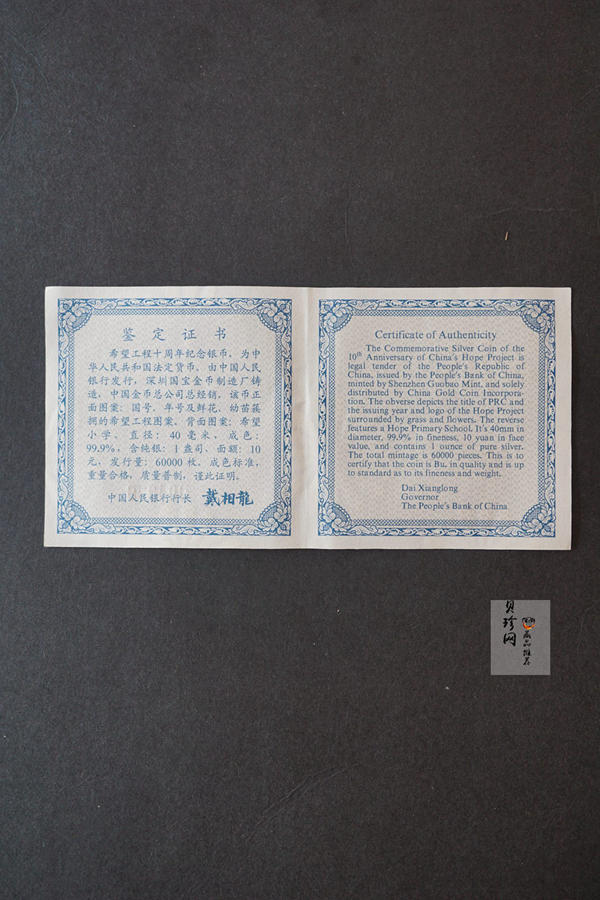 鉴定证书
希望工程十周年纪念银币，为中
华人民共和国法定货币，由中国人民
银行发行，深圳国宝金币制造厂铸
造，中国金币总公司总经销，该币正
面图案：国号、年号及鲜花、幼苗簇
拥的希望工程图案，背面图案：希望
小学，直径：40毫米，成色：
99.9%，含纯银：1盎司，面额：10
元，发行量：60000枚，成色标准，
重量合格，质量普制，谨此证明。
中国人民银行行长 戴相龍
Certificate of Authenticity
The Commemorative Silver Coin of the
10th Anniversary of China's Hope Project is
legal tender of the People's Republic of
China, issued by the People's Bank of China,
minted by Shenzhen Guobao Mint, and solely
distributed by China Gold Coin Incorpora-
tion. The obverse depicts the title of PRC and
the issuing year and logo of the Hope Project
surrounded by grass and flowers. The reverse
features a Hope Primary School. It's 40mm in
diameter, 99.9% in fineness, 10 yuan in face
value, and contains 1 ounce of pure silver.
The total mintage is 60000 pieces. This is to
certify that the coin is Bu. in quality and is up
to standard as to its fineness and weight.
Dai Xianglong
Governor
The People's Bank of China
贝珍网
藏品推荐